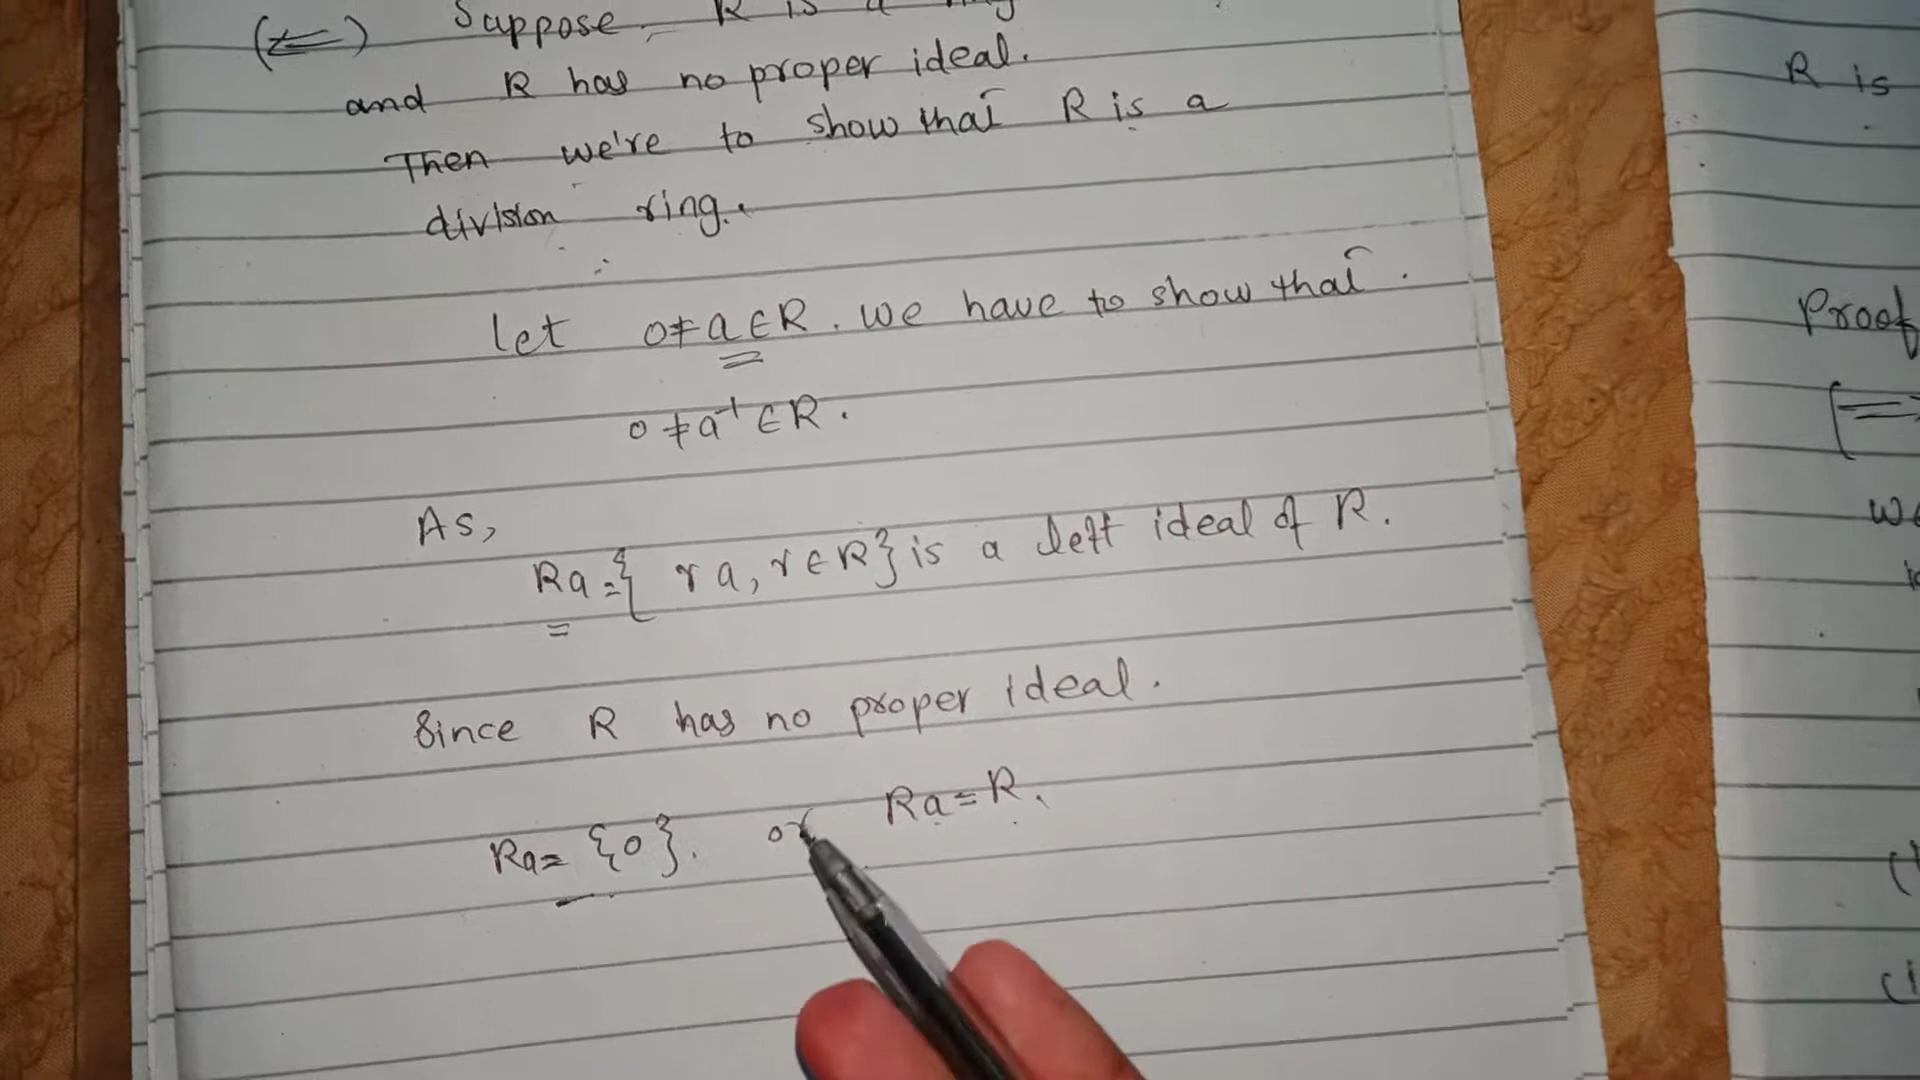 (⇐) Suppose R is a ring
and R has no proper ideal.
Then we're to show that R is a
division ring.
Let 0≠a∈R. We have to show that
0≠a⁻¹∈R.
As,
Ra={ra, r∈R} is a left ideal of R.
Since R has no proper ideal.
Ra={0}. or Ra=R.
R is
Proof
(⇒
we